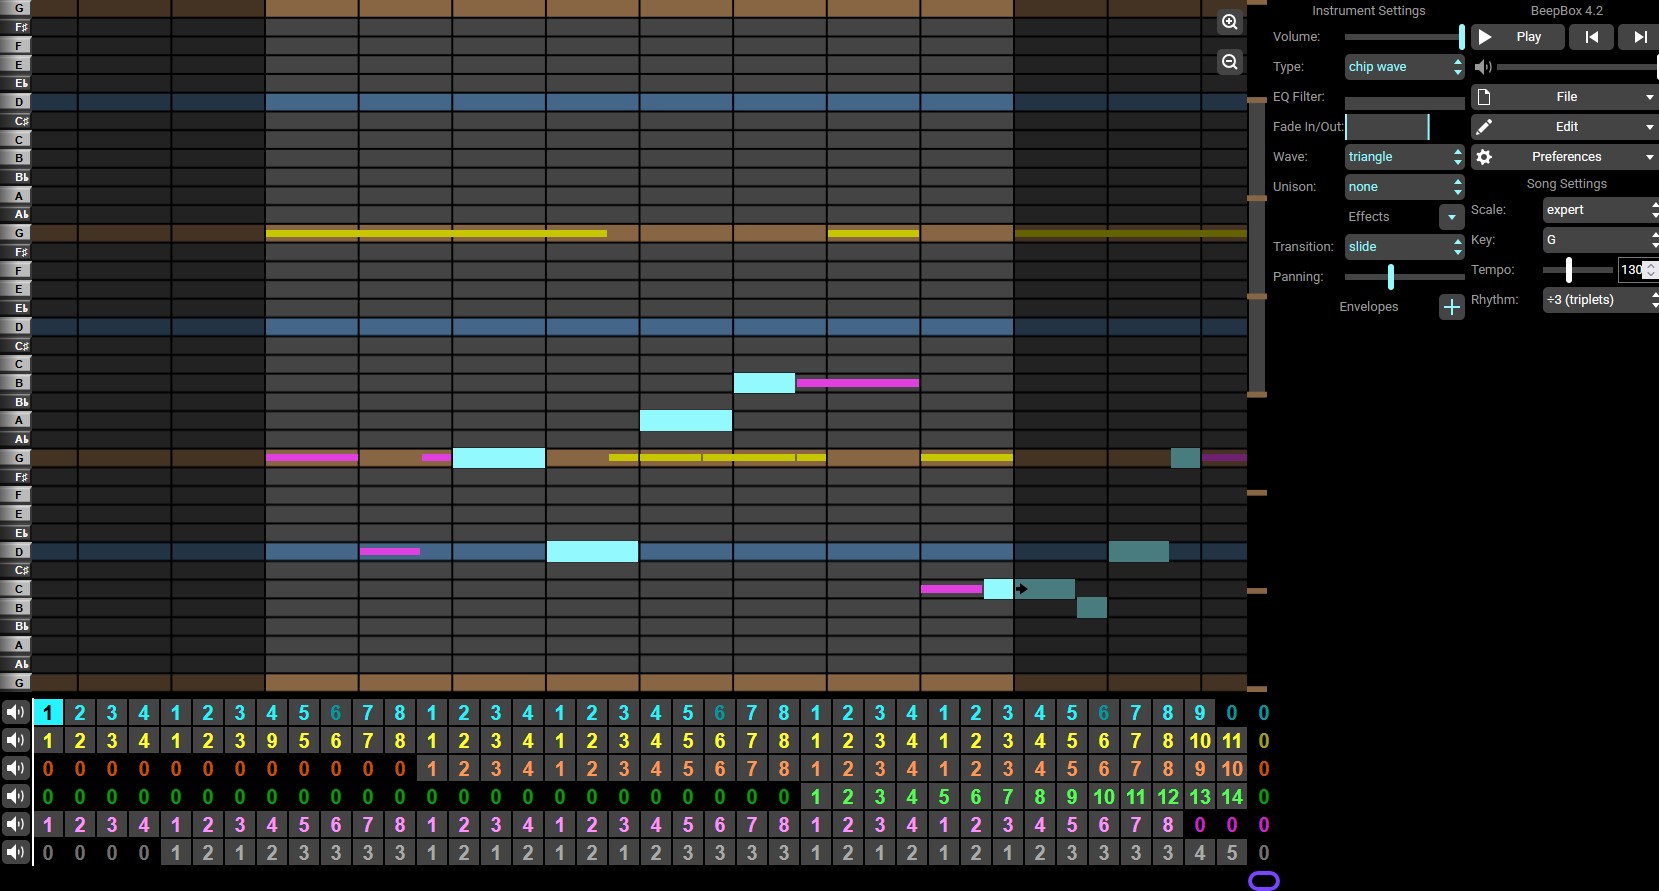 Instrument Settings
BeepBox 4.2
Volume:
Play
Type:
chip wave
EQ Filter:
File
Fade In/Out:
Edit
Wave:
triangle
Preferences
Unison:
none
Song Settings
Effects
Scale:
expert
Transition:
slide
Key:
G
Panning:
Tempo:
130
Envelopes
Rhythm:
÷3 (triplets)
G
F♯
F
E
E♭
D
C♯
C
B
B♭
A
A♭
G
F♯
F
E
E♭
D
C♯
C
B
B♭
A
A♭
G
F♯
F
E
E♭
D
C♯
C
B
B♭
A
A♭
G
1 2 3 4 1 2 3 4 5 6 7 8 1 2 3 4 1 2 3 4 5 6 7 8 1 2 3 4 1 2 3 4 5 6 7 8 9 0 0
1 2 3 4 1 2 3 9 5 6 7 8 1 2 3 4 1 2 3 4 5 6 7 8 1 2 3 4 1 2 3 4 5 6 7 8 10 11 0
0 0 0 0 0 0 0 0 0 0 0 0 1 2 3 4 1 2 3 4 5 6 7 8 1 2 3 4 1 2 3 4 5 6 7 8 9 10 0
0 0 0 0 0 0 0 0 0 0 0 0 0 0 0 0 0 0 0 0 0 0 0 0 1 2 3 4 5 6 7 8 9 10 11 12 13 14 0
1 2 3 4 1 2 3 4 5 6 7 8 1 2 3 4 1 2 3 4 5 6 7 8 1 2 3 4 1 2 3 4 5 6 7 8 0 0 0
0 0 0 0 1 2 1 2 3 3 3 3 1 2 1 2 1 2 1 2 3 3 3 3 1 2 1 2 1 2 1 2 3 3 3 3 4 5 0